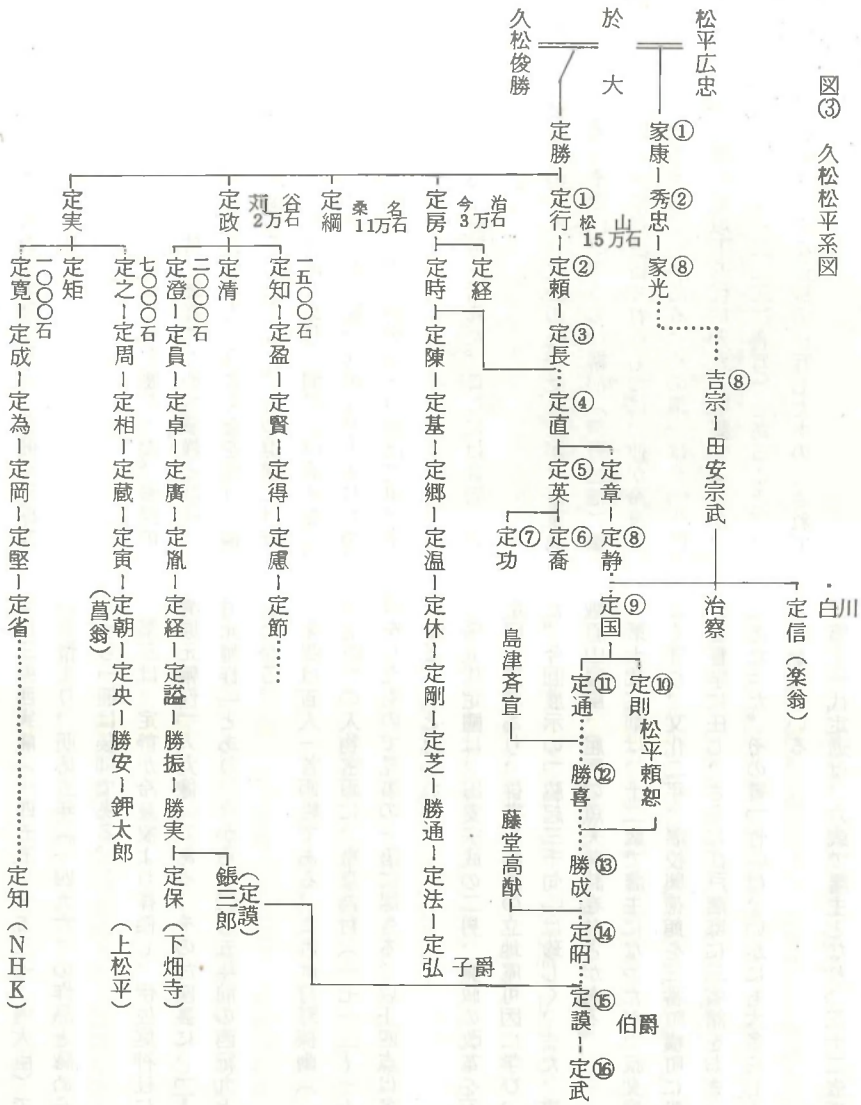 図(3) 久松松平系図
松平広忠
於大
久松俊勝
①家康―②秀忠―⑧家光
⑧吉宗―田安宗武
治察
定信(楽翁)
・白川
定勝
①定行 松山15万石
②定頼
③定長
④定直
定章―⑧定静
⑤定英
⑥定喬
⑦定功
⑨定国
⑩定則
松平頼恕
⑪定通
島津斉宣
⑫勝喜
⑬勝成
藤堂高猷
⑭定昭―⑮定謨―⑯定武
伯爵
定房 今治3万石
定経
定時―定陳―定基―定郷―定温―定休―定剛―定芝―勝通―定法―定弘 子爵
定綱 桑名11万石
定政 刈谷2万石
定知―定盈―定賢―定得―定慮―定節
一五〇〇石
定清
定澄―定員―定卓―定廣―定胤―定経―定謚―勝振―勝実―定保(下畑寺)
二〇〇〇石
鋹三郎(定謨)
定実
定之―定周―定相―定蔵―定寅―定朝―定央―勝安―鉀太郎(上松平)
七〇〇〇石
(菖翁)
定矩
定寛―定成―定為―定岡―定堅―定省
一〇〇〇石
定知(NHK)